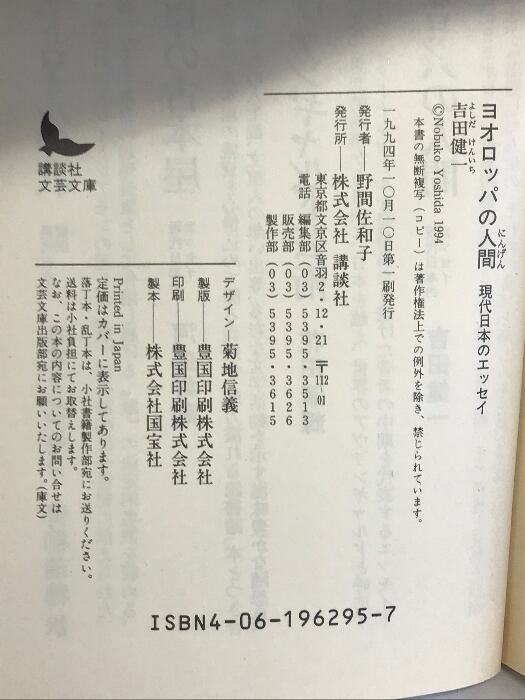 ヨオロッパの人間 現代日本のエッセイ
にんげん
吉田健一
よしだ けんいち
©Nobuko Yoshida 1994
本書の無断複写(コピー)は著作権法上での例外を除き、禁じられています。
一九九四年一〇月一〇日第一刷発行
発行者―野間佐和子
発行所―株式会社 講談社
東京都文京区音羽2・12・21 〒112-01
電話 編集部 (03) 5395・3513
販売部 (03) 5395・3626
製作部 (03) 5395・3615
デザイン―菊地信義
製版 豊国印刷株式会社
印刷―豊国印刷株式会社
製本 株式会社国宝社
Printed in Japan
定価はカバーに表示してあります。
落丁本・乱丁本は、小社書籍製作部宛にお送りください。
送料は小社負担にてお取替えします。
なお、この本の内容についてのお問い合せは
文芸文庫出版部宛にお願いいたします。(庫文)
講談社
文芸文庫
ISBN4-06-196295-7